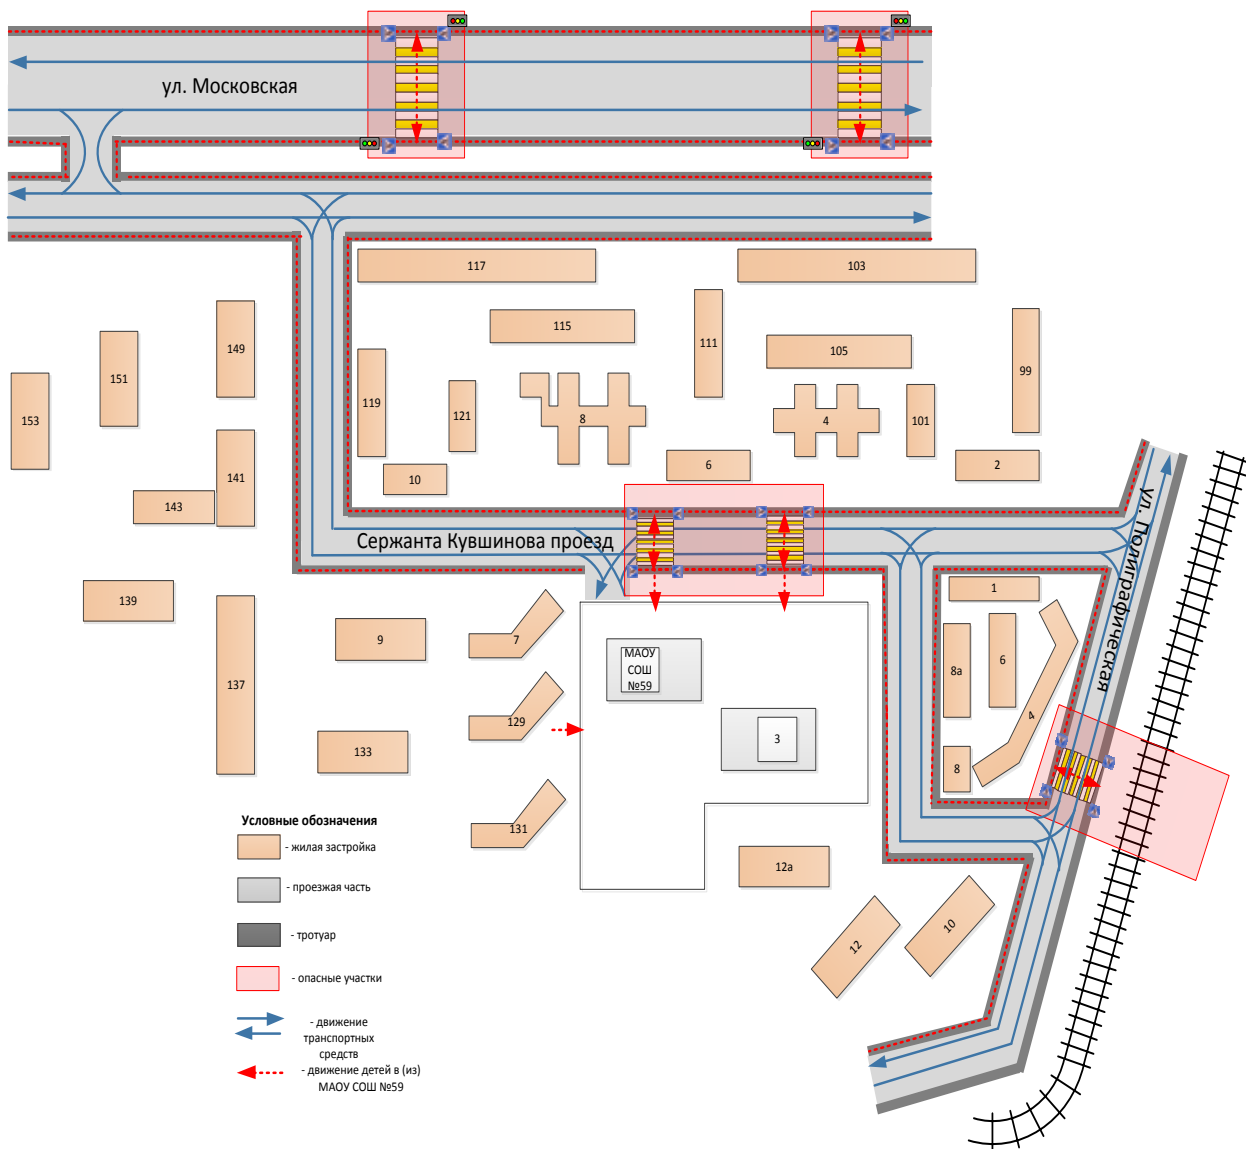 ул. Московская
117
103
115
111
105
149
151
153
119
121
8
4
101
99
10
6
2
141
143
Сержанта Кувшинова проезд
ул. Полиграфическая
139
137
9
7
МАОУ
СОШ
№59
1
6
8а
4
129
133
3
8
131
12а
12
10
Условные обозначения
- жилая застройка
- проезжая часть
- тротуар
- опасные участки
- движение
транспортных
средств
- движение детей в (из)
МАОУ СОШ №59